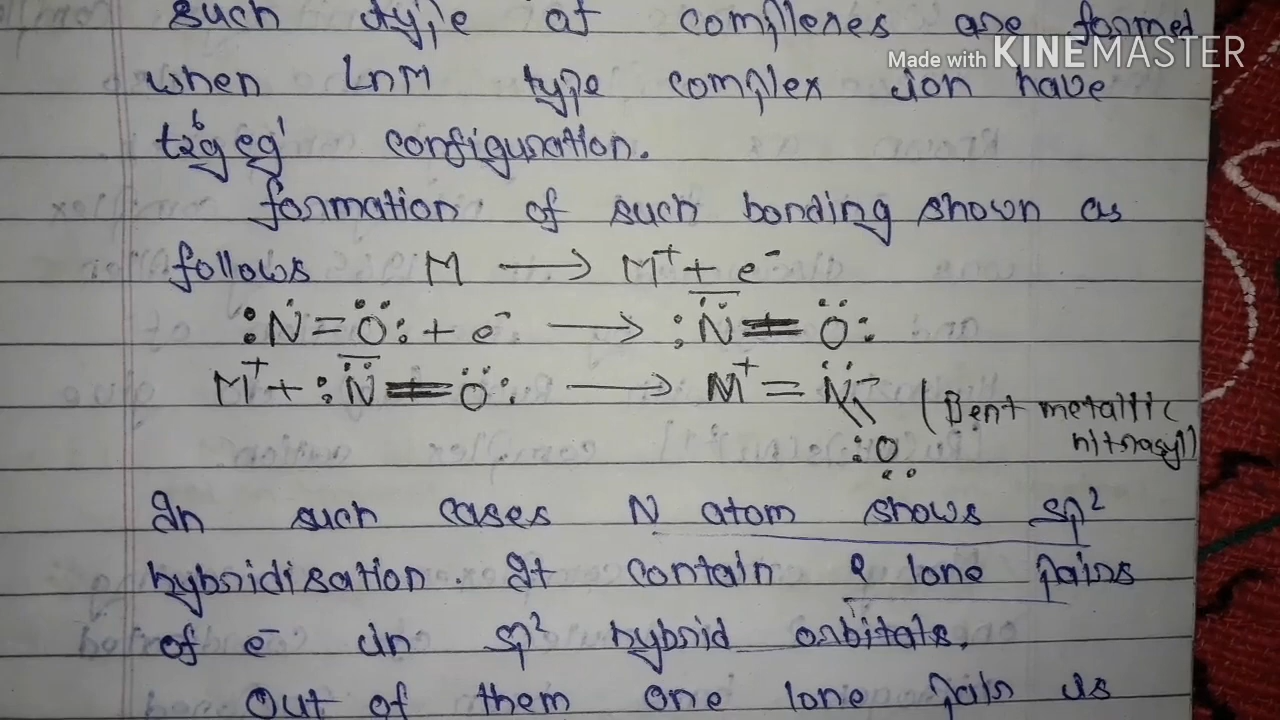 such type of complexes are formed
Made with KINEMASTER
when LnM type complex ion have
t2g⁶ eg¹ configuration.
formation of such bonding shown as
follows M ⟶ M⁺ + e⁻
:N=Ö: + e⁻ ⟶ :N̈=Ö:
M⁺ + :N̈=Ö: ⟶ M⁺=N̈⁻
(Bent metallic
nitrosyl)
:O
In such cases N atom shows sp²
hybridisation. It contain 2 lone pairs
of e⁻ in sp² hybrid orbitals.
Out of them one lone pair is